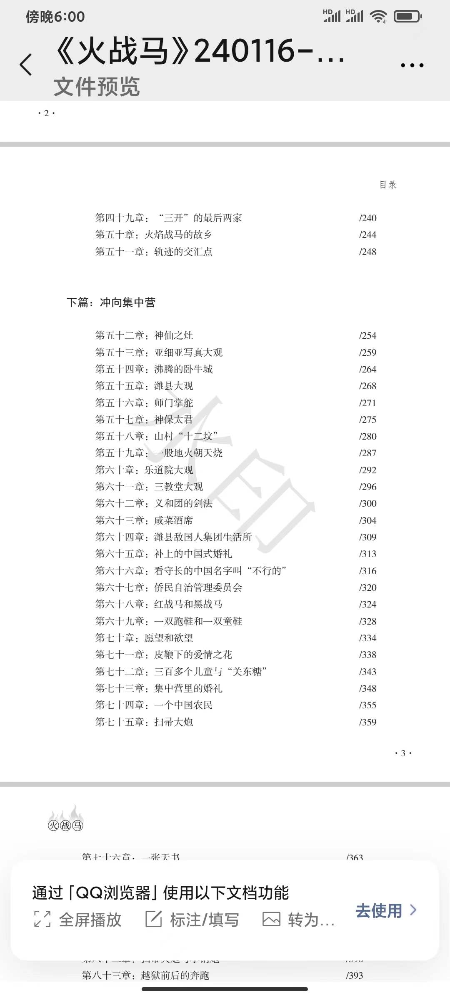 傍晚6:00
HD HD
《火战马》240116-...
文件预览
·2·
目录
第四十九章：“三开”的最后两家 /240
第五十章：火焰战马的故乡 /244
第五十一章：轨迹的交汇点 /248
下篇：冲向集中营
第五十二章：神仙之灶 /254
第五十三章：亚细亚写真大观 /259
第五十四章：沸腾的卧牛城 /264
第五十五章：潍县大观 /268
第五十六章：师门掌舵 /271
第五十七章：神保太君 /275
第五十八章：山村“十二坟” /280
第五十九章：一股地火朝天烧 /287
第六十章：乐道院大观 /292
第六十一章：三教堂大观 /296
第六十二章：义和团的剑法 /300
第六十三章：咸菜酒席 /304
第六十四章：潍县敌国人集团生活所 /309
第六十五章：补上的中国式婚礼 /313
第六十六章：看守长的中国名字叫“不行的” /316
第六十七章：侨民自治管理委员会 /320
第六十八章：红战马和黑战马 /324
第六十九章：一双跑鞋和一双童鞋 /328
第七十章：愿望和欲望 /334
第七十一章：皮鞭下的爱情之花 /338
第七十二章：三百多个儿童与“关东糖” /343
第七十三章：集中营里的婚礼 /348
第七十四章：一个中国农民 /355
第七十五章：扫帚大炮 /359
水印
·3·
火战马
第七十六章：一张天书 /363
通过「QQ浏览器」使用以下文档功能
全屏播放 标注/填写 转为...
去使用
第八十三章：越狱前后的奔跑 /393